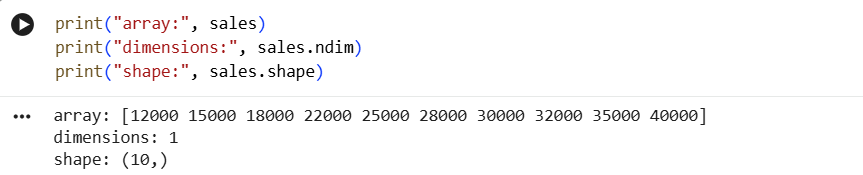 print("array:", sales)
print("dimensions:", sales.ndim)
print("shape:", sales.shape)
array: [12000 15000 18000 22000 25000 28000 30000 32000 35000 40000]
dimensions: 1
shape: (10,)